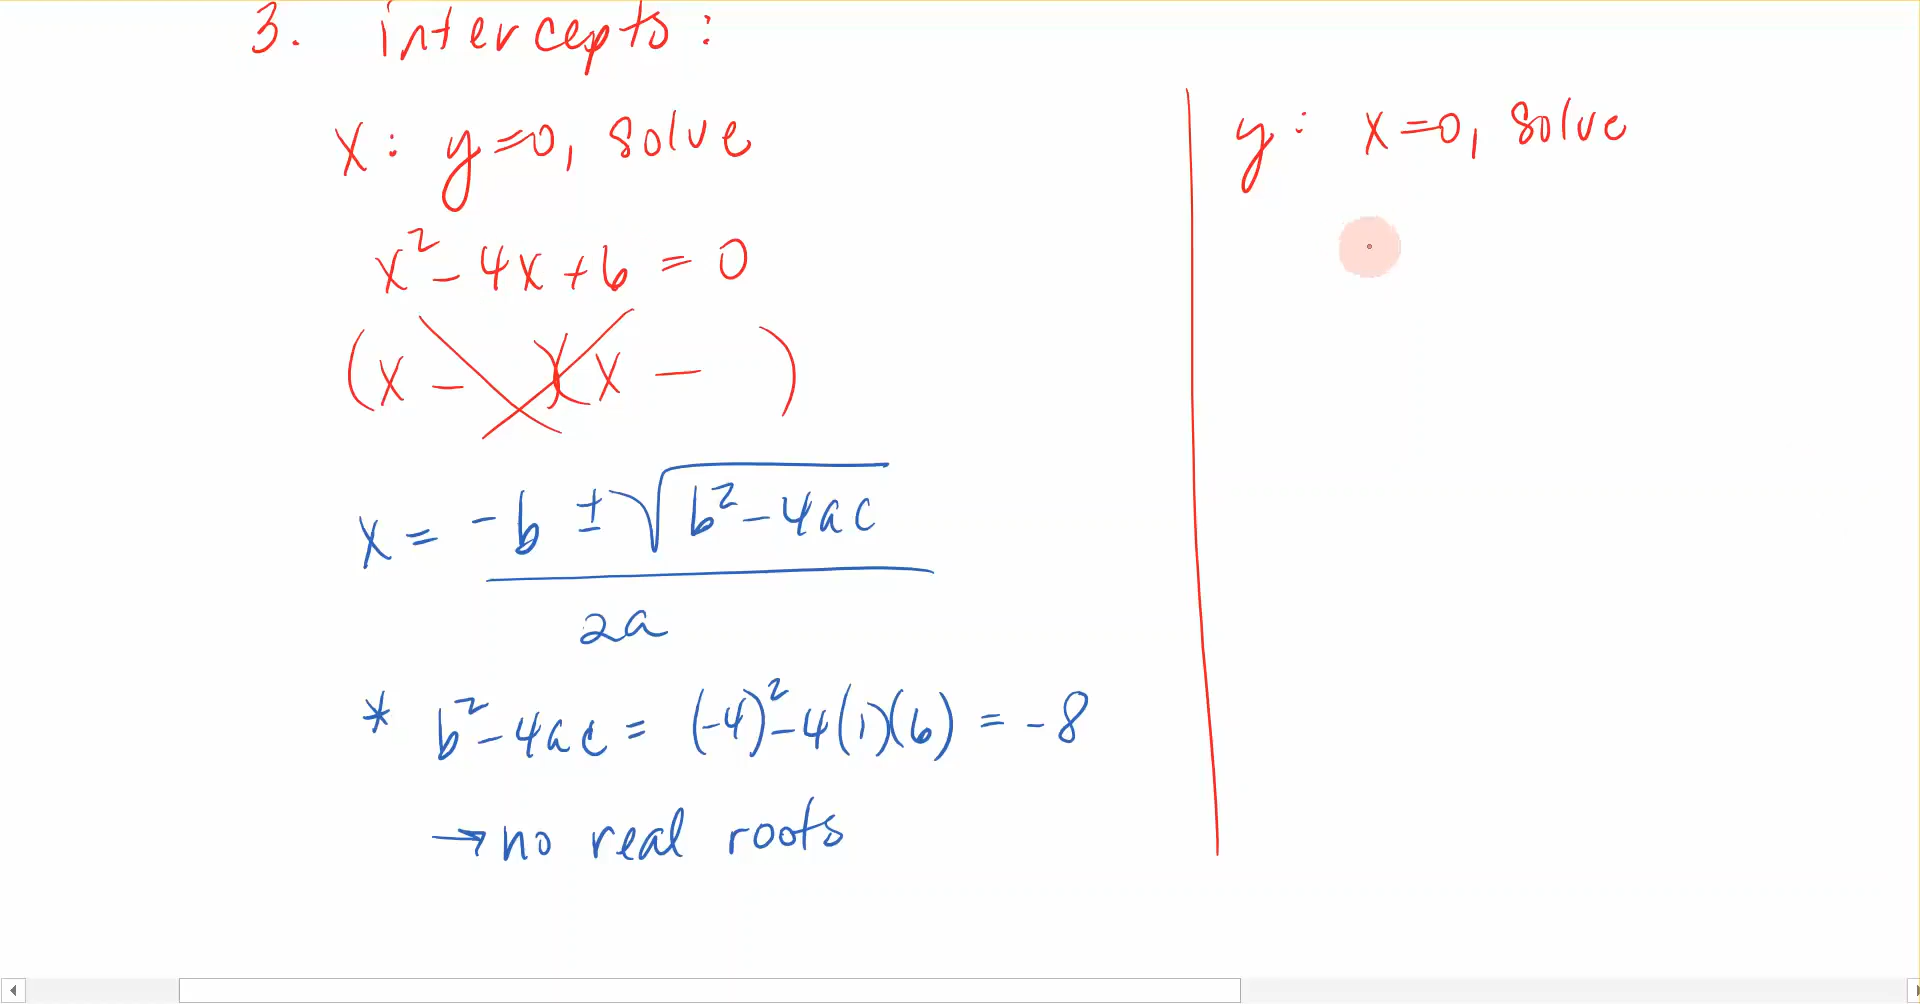 3. intercepts:
x: y=0, solve
x² - 4x + 6 = 0
(x -   )(x -   )
x = -b ± √b² - 4ac
2a
* b² - 4ac = (-4)² - 4(1)(6) = -8
→ no real roots
y: x=0, solve